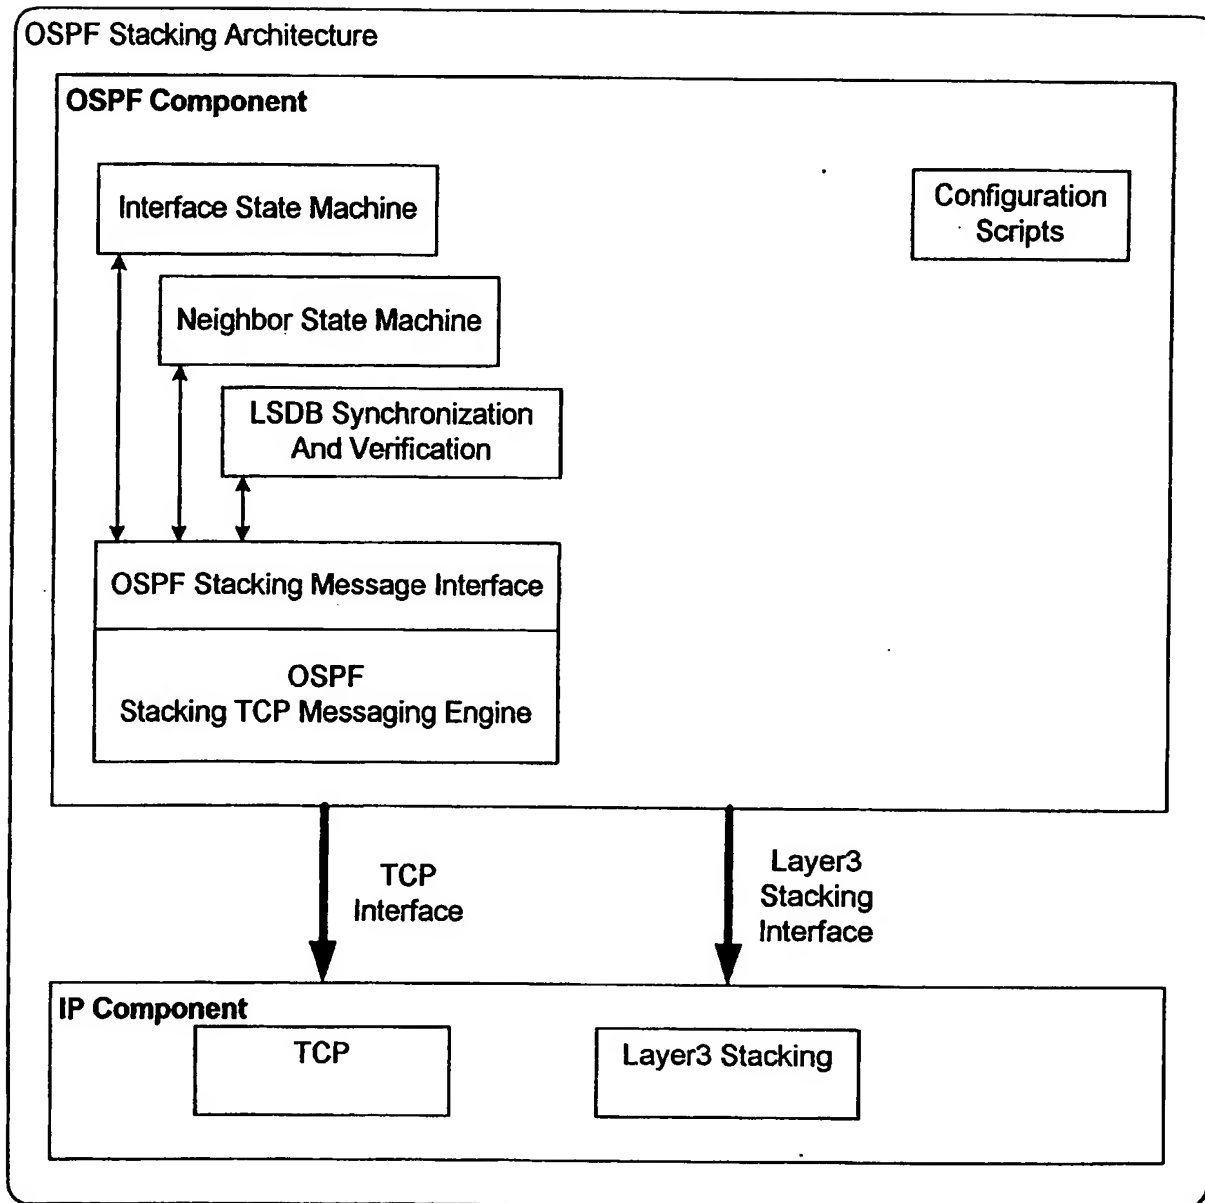 OSPF Stacking Architecture
OSPF Component
Interface State Machine
Configuration
Scripts
Neighbor State Machine
LSDB Synchronization
And Verification
OSPF Stacking Message Interface
OSPF
Stacking TCP Messaging Engine
TCP
Interface
Layer3
Stacking
Interface
IP Component
TCP
Layer3 Stacking